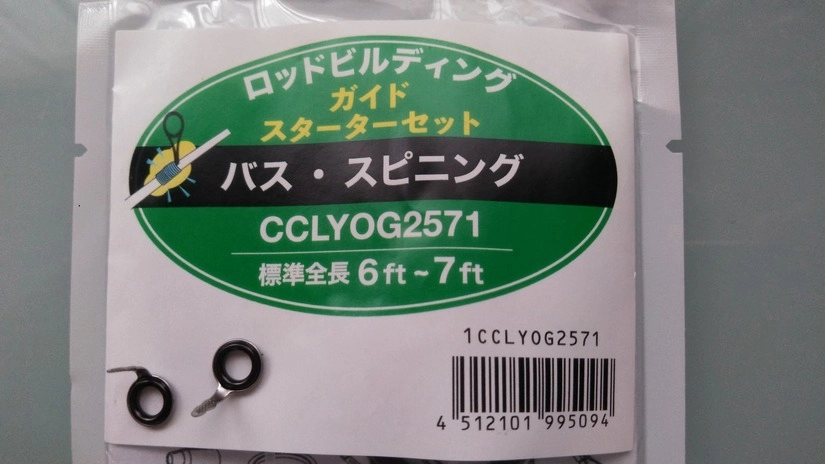 ロッドビルディング
ガイド
スターターセット
バス・スピニング
CCLYOG2571
標準全長 6ft~7ft
1CCLYOG2571
4 512101 995094